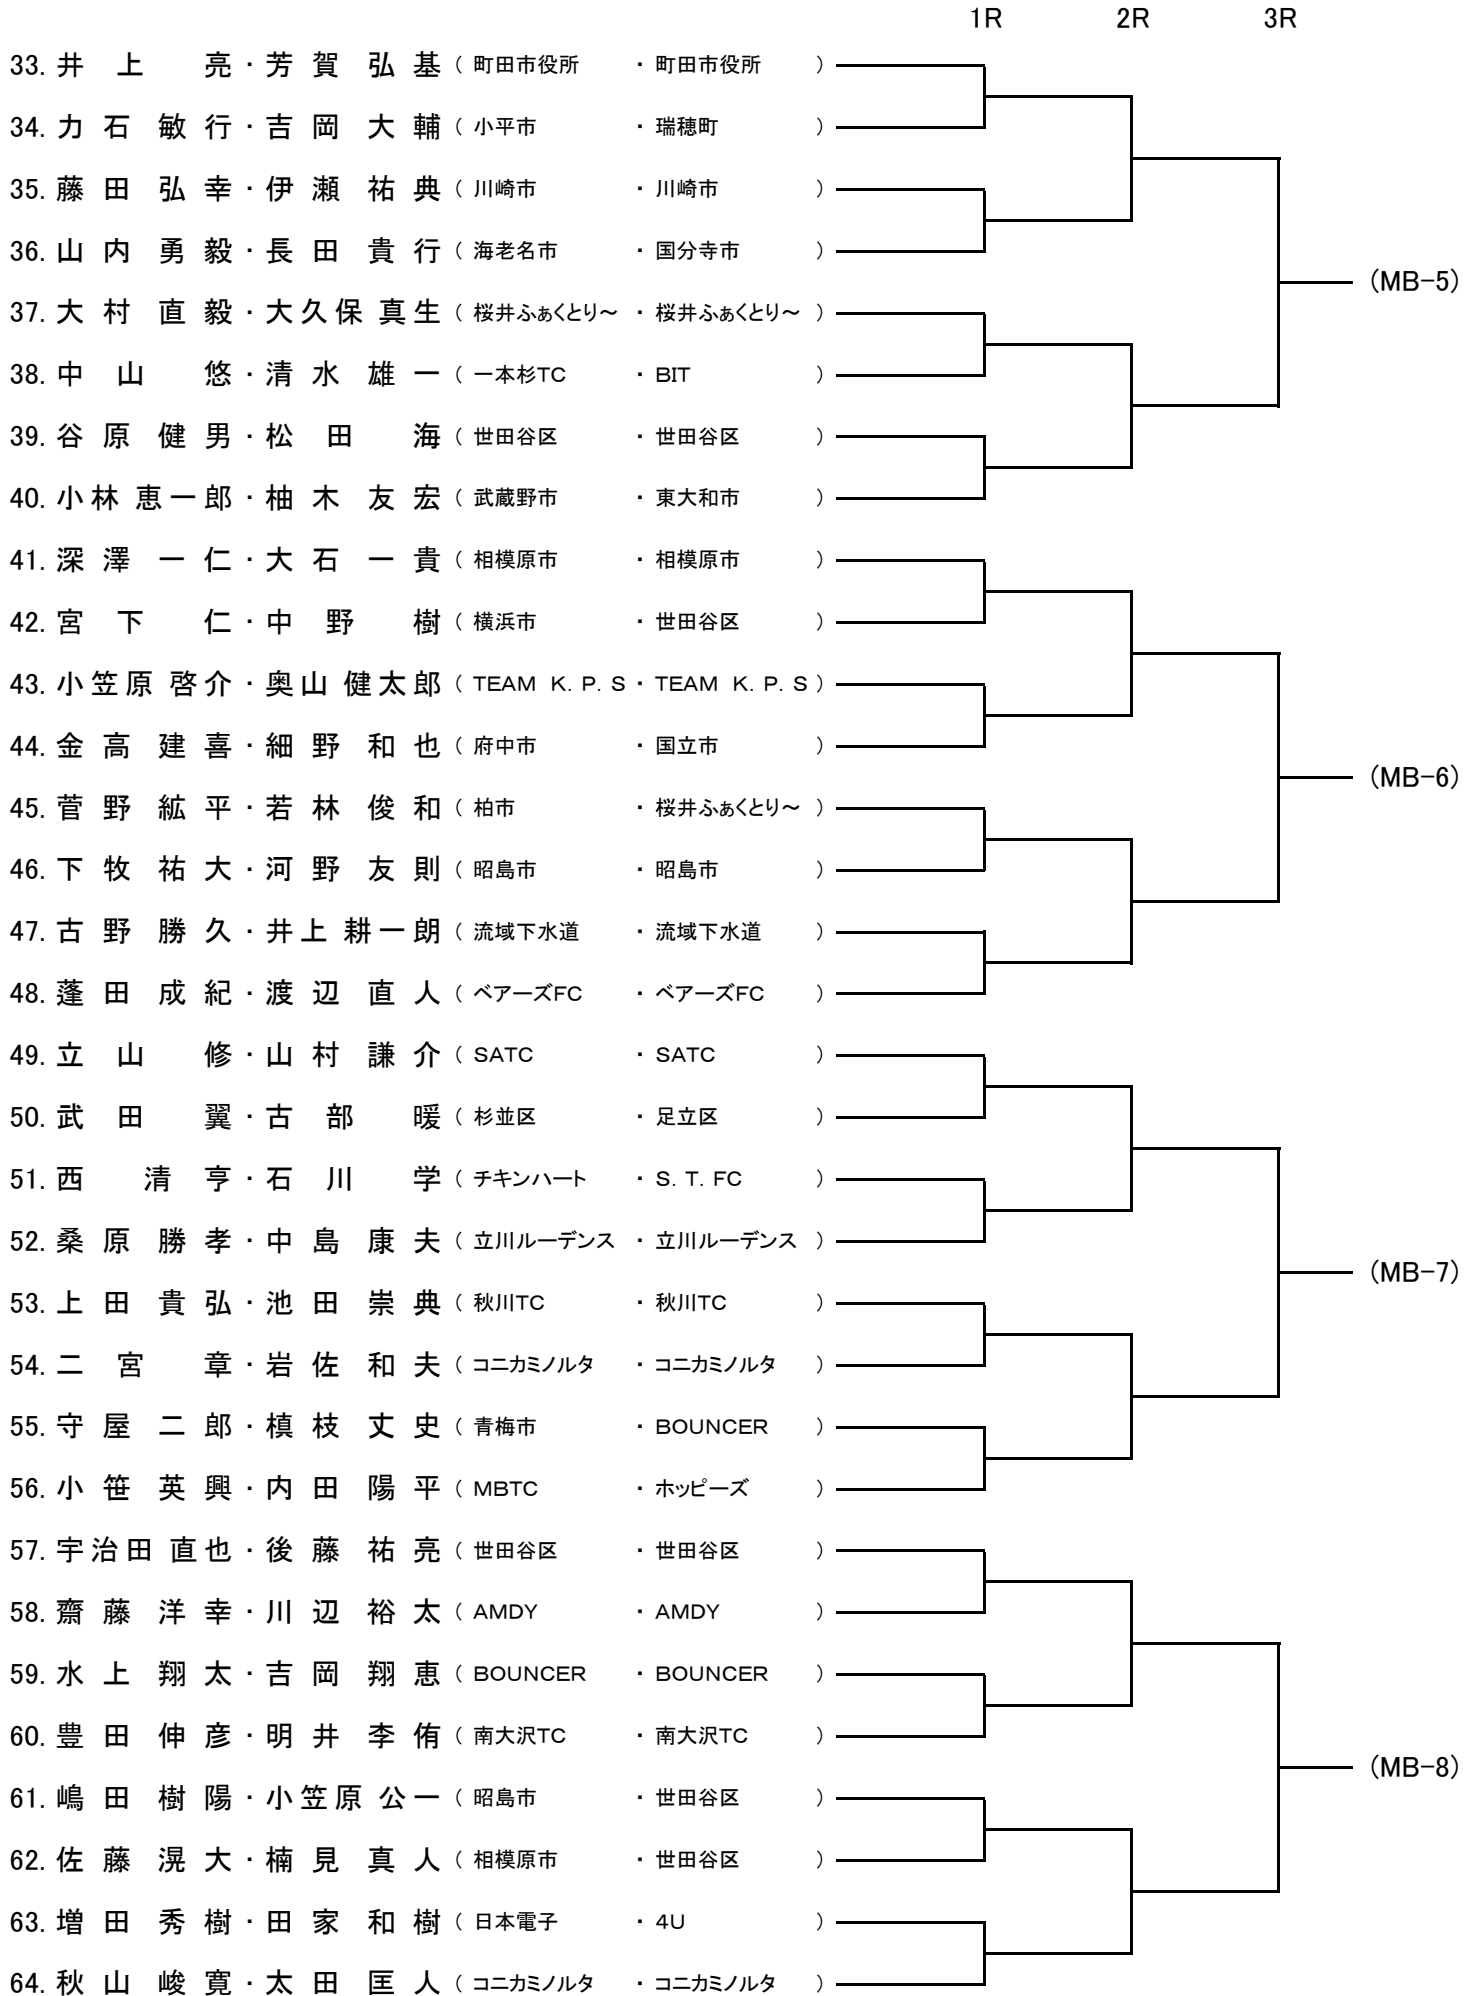 1R 2R 3R
33. 井上 亮・芳賀弘基 ( 町田市役所 ・ 町田市役所 )
34. 力石敏行・吉岡大輔 ( 小平市 ・ 瑞穂町 )
35. 藤田弘幸・伊瀬祐典 ( 川崎市 ・ 川崎市 )
36. 山内勇毅・長田貴行 ( 海老名市 ・ 国分寺市 )
(MB-5)
37. 大村直毅・大久保真生 ( 桜井ふぁくとり～ ・ 桜井ふぁくとり～ )
38. 中山 悠・清水雄一 ( 一本杉TC ・ BIT )
39. 谷原健男・松田 海 ( 世田谷区 ・ 世田谷区 )
40. 小林恵一郎・柚木友宏 ( 武蔵野市 ・ 東大和市 )
41. 深澤一仁・大石一貴 ( 相模原市 ・ 相模原市 )
42. 宮下 仁・中野 樹 ( 横浜市 ・ 世田谷区 )
43. 小笠原啓介・奥山健太郎 ( TEAM K.P.S ・ TEAM K.P.S )
44. 金高建喜・細野和也 ( 府中市 ・ 国立市 )
(MB-6)
45. 菅野紘平・若林俊和 ( 柏市 ・ 桜井ふぁくとり～ )
46. 下牧祐大・河野友則 ( 昭島市 ・ 昭島市 )
47. 古野勝久・井上耕一朗 ( 流域下水道 ・ 流域下水道 )
48. 蓬田成紀・渡辺直人 ( ベアーズFC ・ ベアーズFC )
49. 立山 修・山村謙介 ( SATC ・ SATC )
50. 武田 翼・古部 暖 ( 杉並区 ・ 足立区 )
51. 西 清亨・石川 学 ( チキンハート ・ S.T.FC )
52. 桑原勝孝・中島康夫 ( 立川ルーデンス ・ 立川ルーデンス )
(MB-7)
53. 上田貴弘・池田崇典 ( 秋川TC ・ 秋川TC )
54. 二宮 章・岩佐和夫 ( コニカミノルタ ・ コニカミノルタ )
55. 守屋二郎・槙枝丈史 ( 青梅市 ・ BOUNCER )
56. 小笹英興・内田陽平 ( MBTC ・ ホッピーズ )
57. 宇治田直也・後藤祐亮 ( 世田谷区 ・ 世田谷区 )
58. 齋藤洋幸・川辺裕太 ( AMDY ・ AMDY )
59. 水上翔太・吉岡翔恵 ( BOUNCER ・ BOUNCER )
60. 豊田伸彦・明井李侑 ( 南大沢TC ・ 南大沢TC )
(MB-8)
61. 嶋田樹陽・小笠原公一 ( 昭島市 ・ 世田谷区 )
62. 佐藤滉大・楠見真人 ( 相模原市 ・ 世田谷区 )
63. 増田秀樹・田家和樹 ( 日本電子 ・ 4U )
64. 秋山峻寛・太田匡人 ( コニカミノルタ ・ コニカミノルタ )